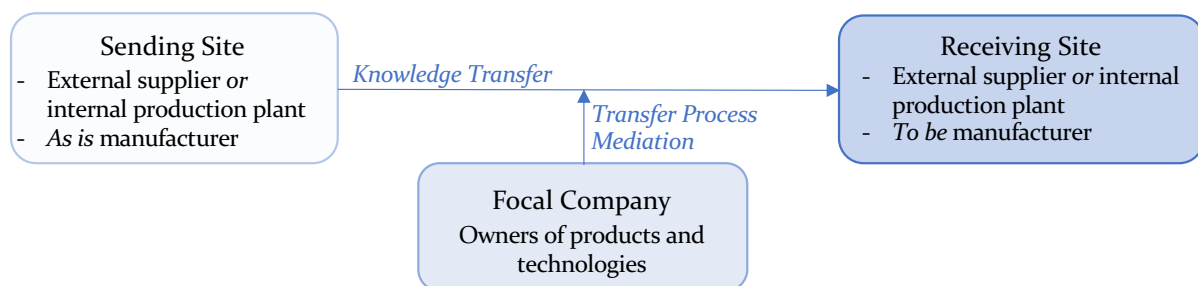 Sending Site
- External supplier or
internal production plant
- As is manufacturer
Knowledge Transfer
Transfer Process
Mediation
Receiving Site
- External supplier or internal
production plant
- To be manufacturer
Focal Company
Owners of products and
technologies